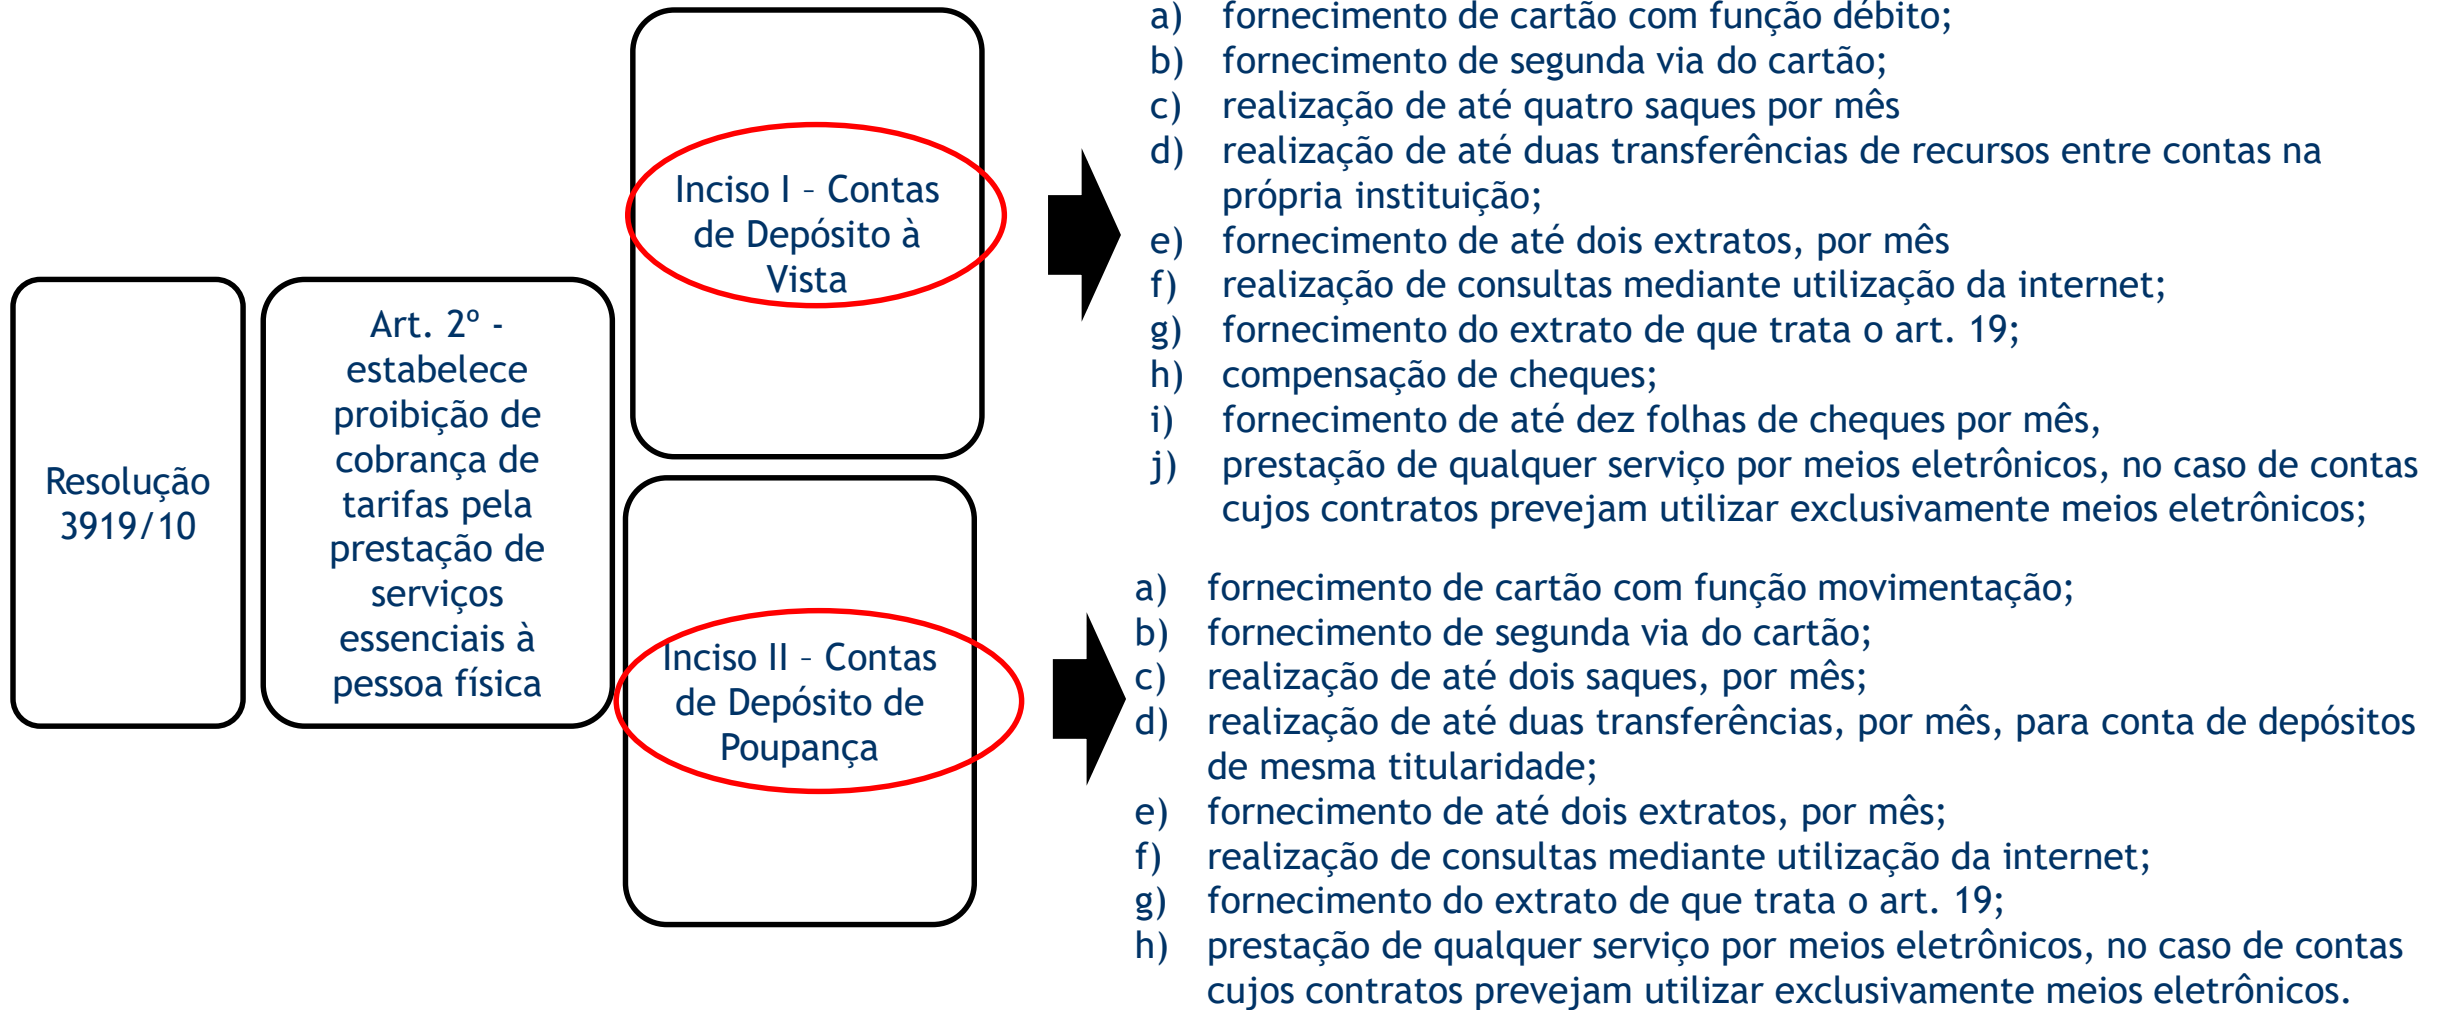 Resolução
3919/10
Art. 2º -
estabelece
proibição de
cobrança de
tarifas pela
prestação de
serviços
essenciais à
pessoa física
Inciso I – Contas
de Depósito à
Vista
a) fornecimento de cartão com função débito;
b) fornecimento de segunda via do cartão;
c) realização de até quatro saques por mês
d) realização de até duas transferências de recursos entre contas na
própria instituição;
e) fornecimento de até dois extratos, por mês
f) realização de consultas mediante utilização da internet;
g) fornecimento do extrato de que trata o art. 19;
h) compensação de cheques;
i) fornecimento de até dez folhas de cheques por mês,
j) prestação de qualquer serviço por meios eletrônicos, no caso de contas
cujos contratos prevejam utilizar exclusivamente meios eletrônicos;
Inciso II – Contas
de Depósito de
Poupança
a) fornecimento de cartão com função movimentação;
b) fornecimento de segunda via do cartão;
c) realização de até dois saques, por mês;
d) realização de até duas transferências, por mês, para conta de depósitos
de mesma titularidade;
e) fornecimento de até dois extratos, por mês;
f) realização de consultas mediante utilização da internet;
g) fornecimento do extrato de que trata o art. 19;
h) prestação de qualquer serviço por meios eletrônicos, no caso de contas
cujos contratos prevejam utilizar exclusivamente meios eletrônicos.